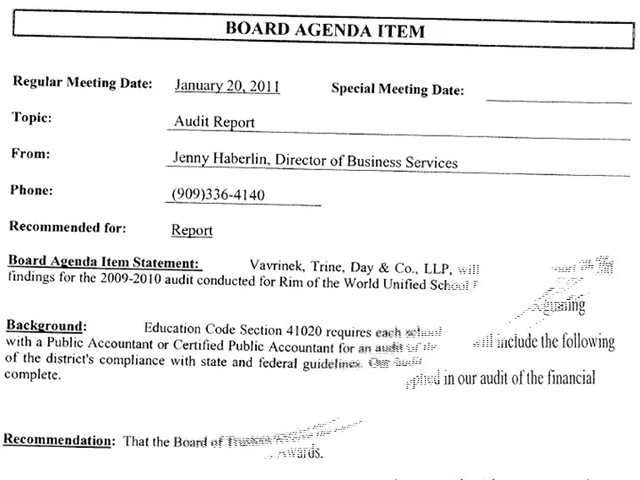 BOARD AGENDA ITEM
Regular Meeting Date: January 20, 2011 Special Meeting Date:
Topic: Audit Report
From: Jenny Haberlin, Director of Business Services
Phone: (909)336-4140
Recommended for: Report
Board Agenda Item Statement: Vavrinek, Trine, Day & Co., LLP, will
findings for the 2009-2010 audit conducted for Rim of the World Unified School
Background: Education Code Section 41020 requires each school will include the following
with a Public Accountant or Certified Public Accountant for an audit of the
of the district's compliance with state and federal guidelines. Our audit in our audit of the financial
complete.
Recommendation: That the Board of Trustees
Awards.